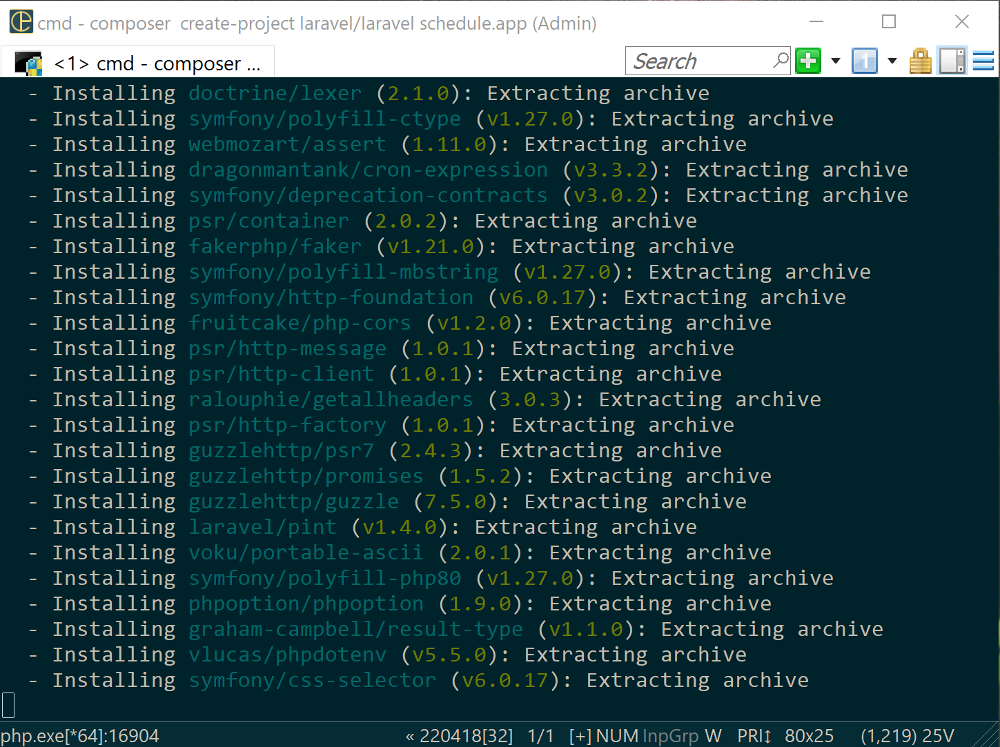 cmd - composer  create-project laravel/laravel schedule.app (Admin)
<1> cmd - composer ...
Search
1
- Installing doctrine/lexer (2.1.0): Extracting archive
- Installing symfony/polyfill-ctype (v1.27.0): Extracting archive
- Installing webmozart/assert (1.11.0): Extracting archive
- Installing dragonmantank/cron-expression (v3.3.2): Extracting archive
- Installing symfony/deprecation-contracts (v3.0.2): Extracting archive
- Installing psr/container (2.0.2): Extracting archive
- Installing fakerphp/faker (v1.21.0): Extracting archive
- Installing symfony/polyfill-mbstring (v1.27.0): Extracting archive
- Installing symfony/http-foundation (v6.0.17): Extracting archive
- Installing fruitcake/php-cors (v1.2.0): Extracting archive
- Installing psr/http-message (1.0.1): Extracting archive
- Installing psr/http-client (1.0.1): Extracting archive
- Installing ralouphie/getallheaders (3.0.3): Extracting archive
- Installing psr/http-factory (1.0.1): Extracting archive
- Installing guzzlehttp/psr7 (2.4.3): Extracting archive
- Installing guzzlehttp/promises (1.5.2): Extracting archive
- Installing guzzlehttp/guzzle (7.5.0): Extracting archive
- Installing laravel/pint (v1.4.0): Extracting archive
- Installing voku/portable-ascii (2.0.1): Extracting archive
- Installing symfony/polyfill-php80 (v1.27.0): Extracting archive
- Installing phpoption/phpoption (1.9.0): Extracting archive
- Installing graham-campbell/result-type (v1.1.0): Extracting archive
- Installing vlucas/phpdotenv (v5.5.0): Extracting archive
- Installing symfony/css-selector (v6.0.17): Extracting archive
php.exe[*64]:16904 « 220418[32] 1/1 [+] NUM InpGrp W PRI↕ 80x25 (1,219) 25V